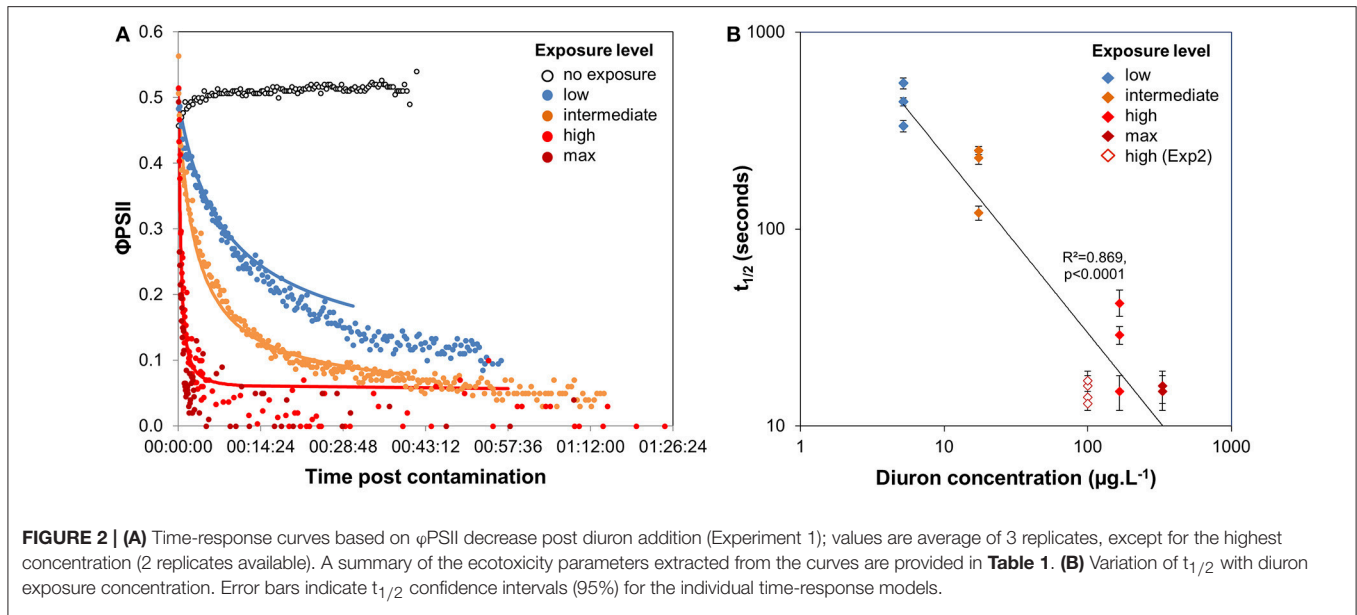 A
0.6
0.5
0.4
0.3
0.2
0.1
0.0
ΦPSII
Exposure level
no exposure
low
intermediate
high
max
00:00:00 00:14:24 00:28:48 00:43:12 00:57:36 01:12:00 01:26:24
Time post contamination
B
1000
100
10
t1/2 (seconds)
Exposure level
low
intermediate
high
max
high (Exp2)
R²=0.869,
p<0.0001
1 10 100 1000
Diuron concentration (µg.L-1)
FIGURE 2 | (A) Time-response curves based on φPSII decrease post diuron addition (Experiment 1); values are average of 3 replicates, except for the highest
concentration (2 replicates available). A summary of the ecotoxicity parameters extracted from the curves are provided in Table 1. (B) Variation of t1/2 with diuron
exposure concentration. Error bars indicate t1/2 confidence intervals (95%) for the individual time-response models.